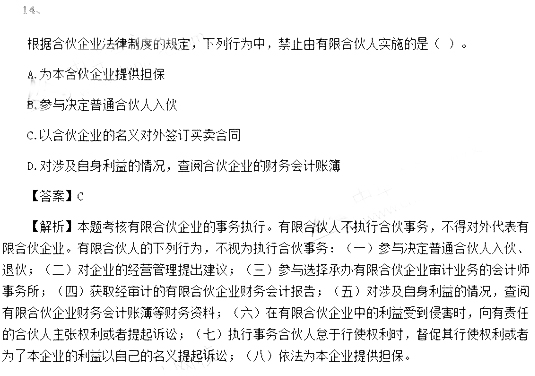 14、
根据合伙企业法律制度的规定，下列行为中，禁止由有限合伙人实施的是（ ）。
A.为本合伙企业提供担保
B.参与决定普通合伙人入伙
C.以合伙企业的名义对外签订买卖合同
D.对涉及自身利益的情况，查阅合伙企业的财务会计账簿
【答案】C
【解析】本题考核有限合伙企业的事务执行。有限合伙人不执行合伙事务，不得对外代表有
限合伙企业。有限合伙人的下列行为，不视为执行合伙事务：（一）参与决定普通合伙人入伙、
退伙；（二）对企业的经营管理提出建议；（三）参与选择承办有限合伙企业审计业务的会计师
事务所；（四）获取经审计的有限合伙企业财务会计报告；（五）对涉及自身利益的情况，查阅
有限合伙企业财务会计账簿等财务资料；（六）在有限合伙企业中的利益受到侵害时，向有责任
的合伙人主张权利或者提起诉讼；（七）执行事务合伙人怠于行使权利时，督促其行使权利或者
为了本企业的利益以自己的名义提起诉讼；（八）依法为本企业提供担保。